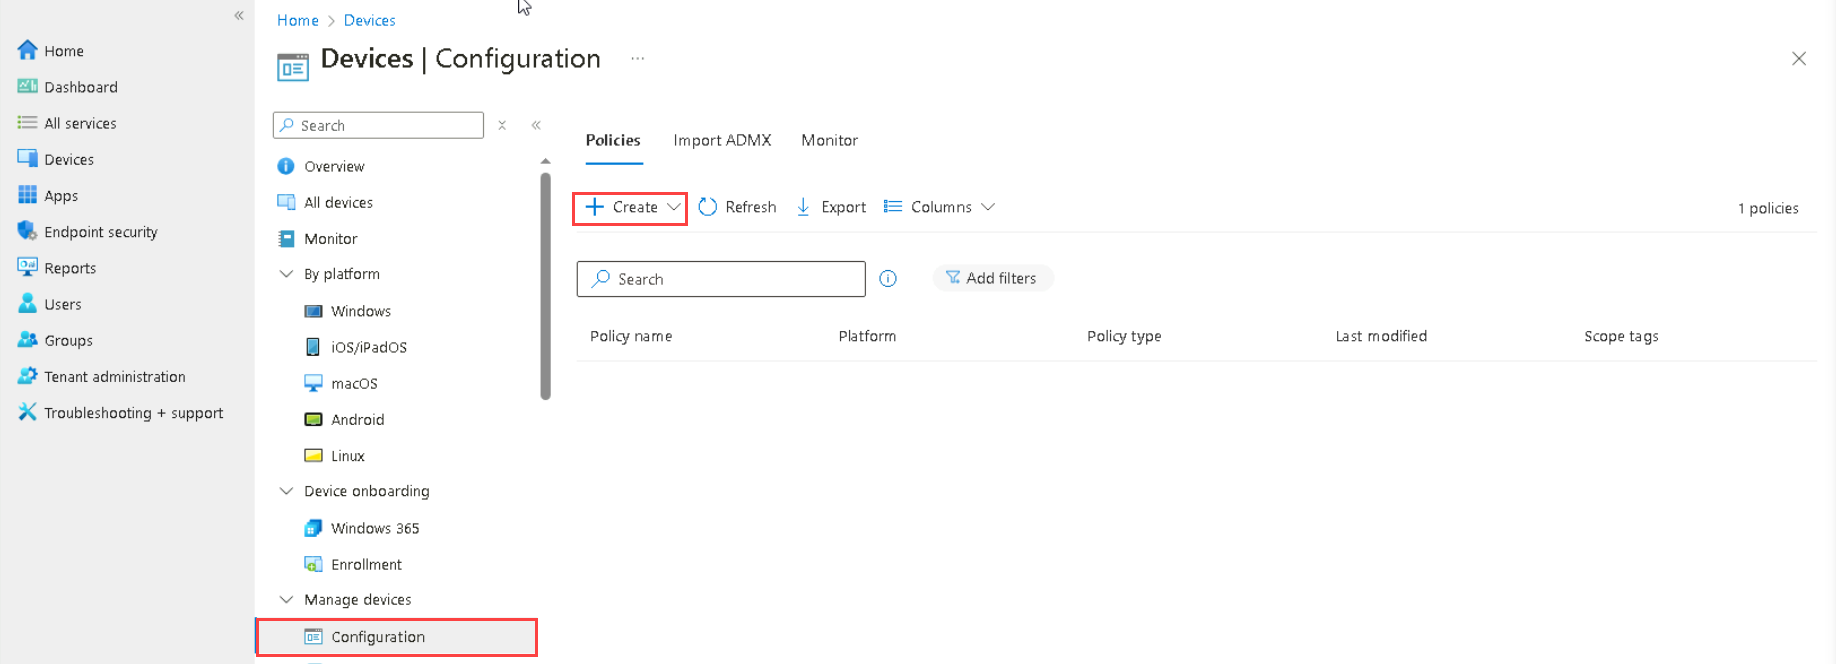 Home
Dashboard
All services
Devices
Apps
Endpoint security
Reports
Users
Groups
Tenant administration
Troubleshooting + support
Home > Devices
Devices | Configuration ...
Search
Overview
All devices
Monitor
By platform
Windows
iOS/iPadOS
macOS
Android
Linux
Device onboarding
Windows 365
Enrollment
Manage devices
Configuration
Policies Import ADMX Monitor
Create Refresh Export Columns 1 policies
Search Add filters
Policy name Platform Policy type Last modified Scope tags